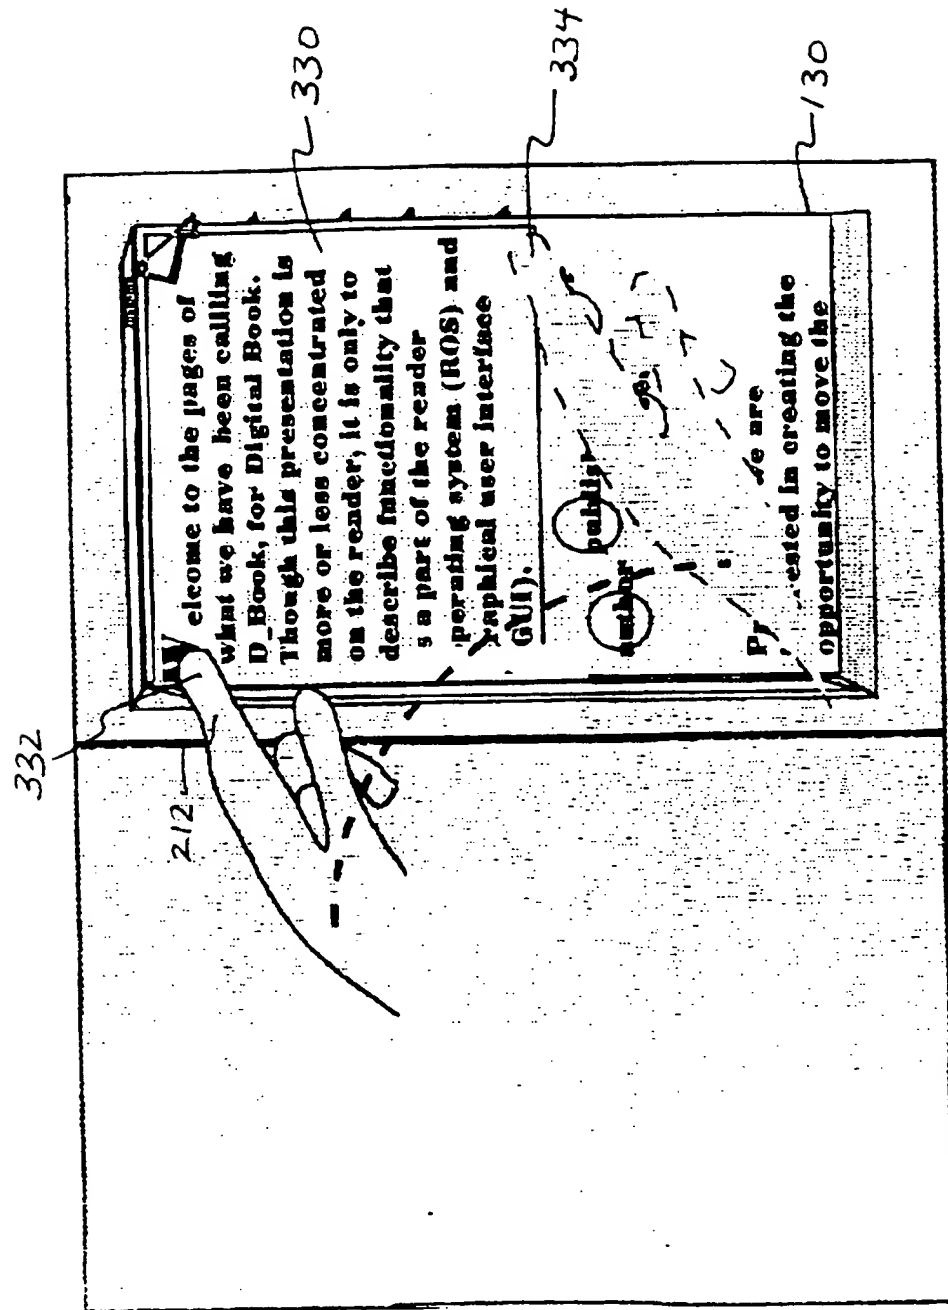 elcome to the pages of
what we have been callling
D_Book, for Digital Book.
Though this presentation is
more or less concentrated
on the reader, it is only to
describe functionality that
s a part of the reader
perating system (ROS) and
raphical user interface
GUI).
author publis
Pr
ested in creating the
opportunity to move the
330
334
130
332
212